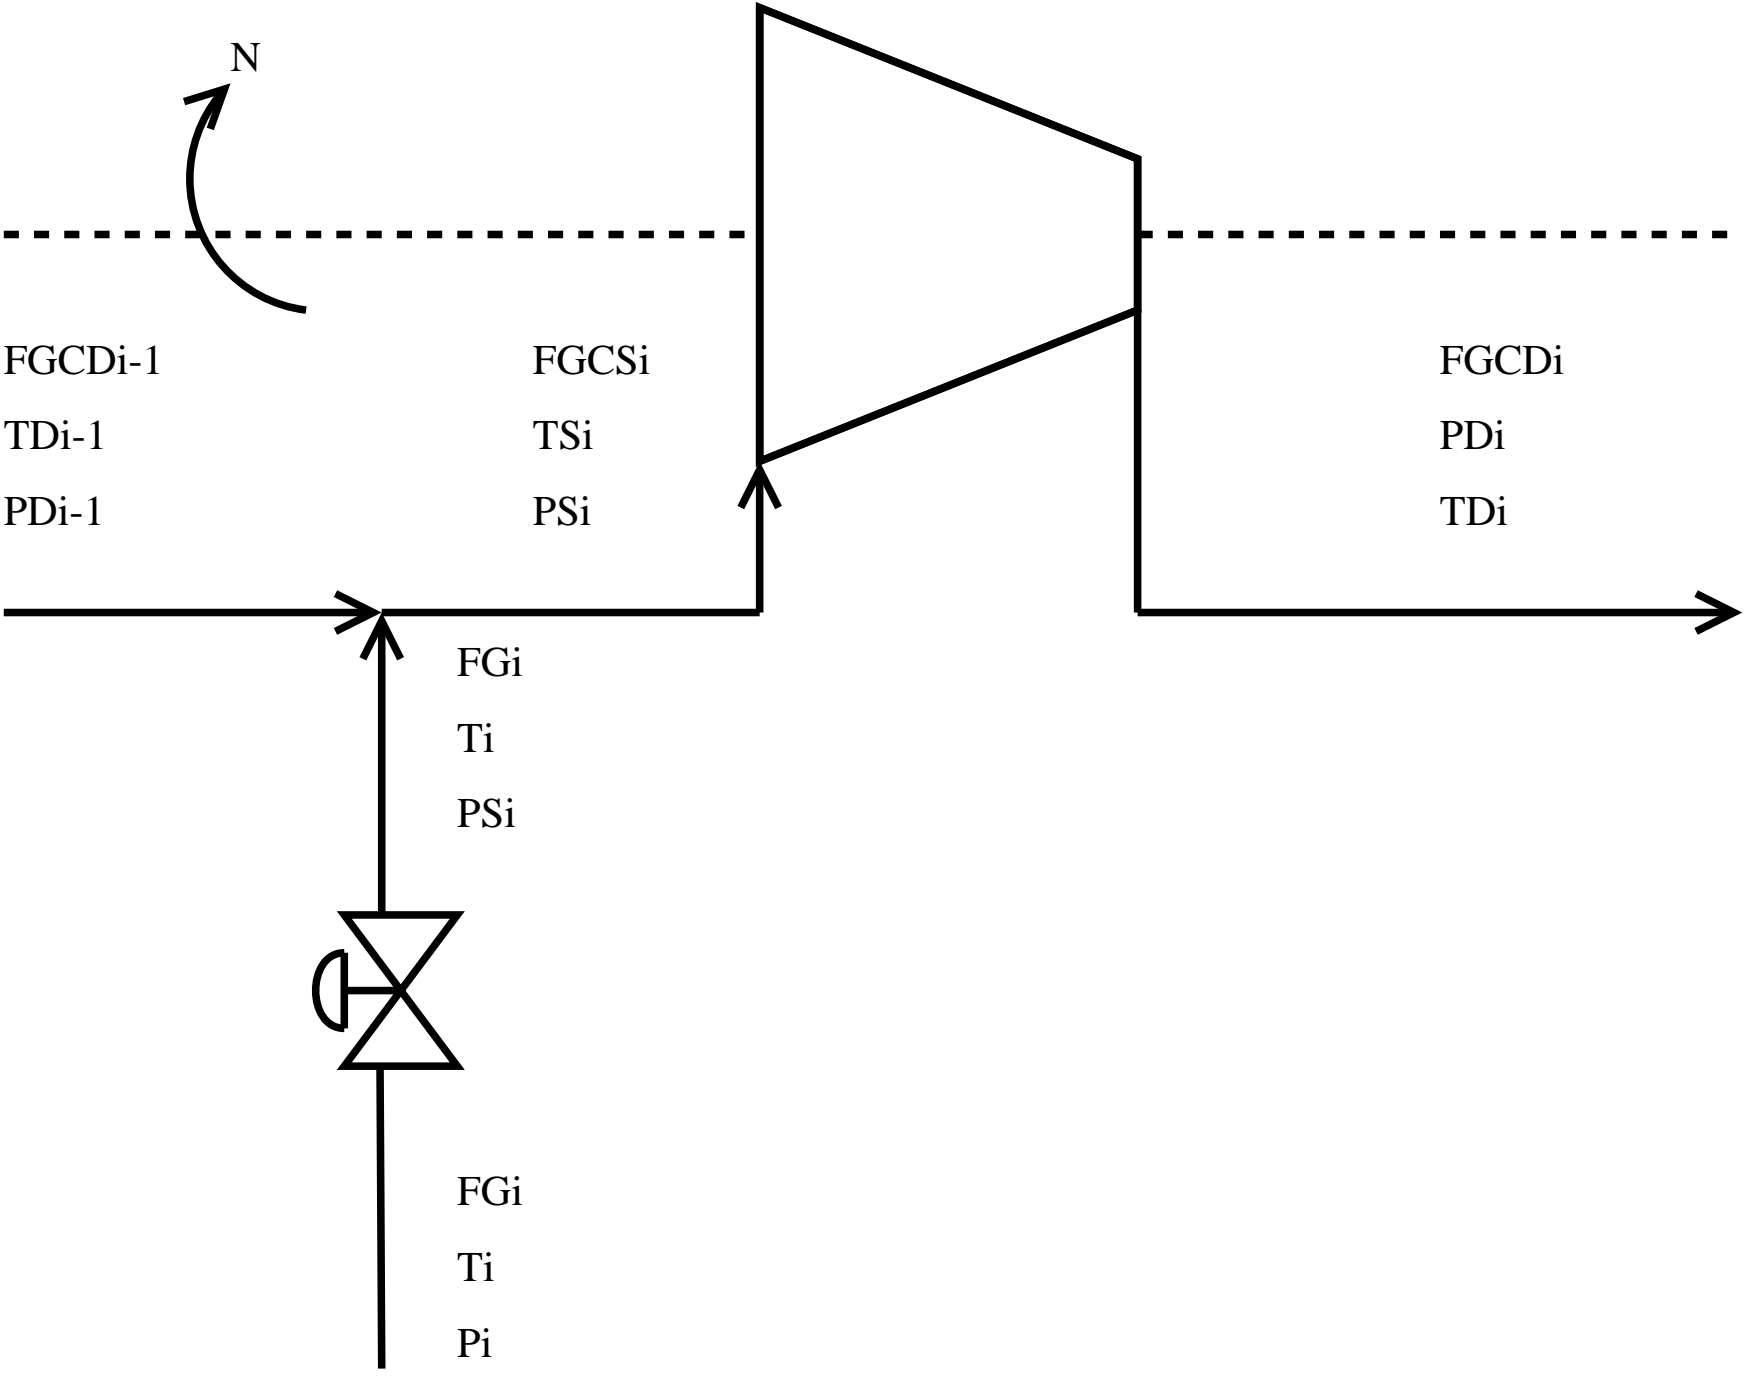 N
FGCDi-1
TDi-1
PDi-1
FGCSi
TSi
PSi
FGCDi
PDi
TDi
FGi
Ti
PSi
FGi
Ti
Pi